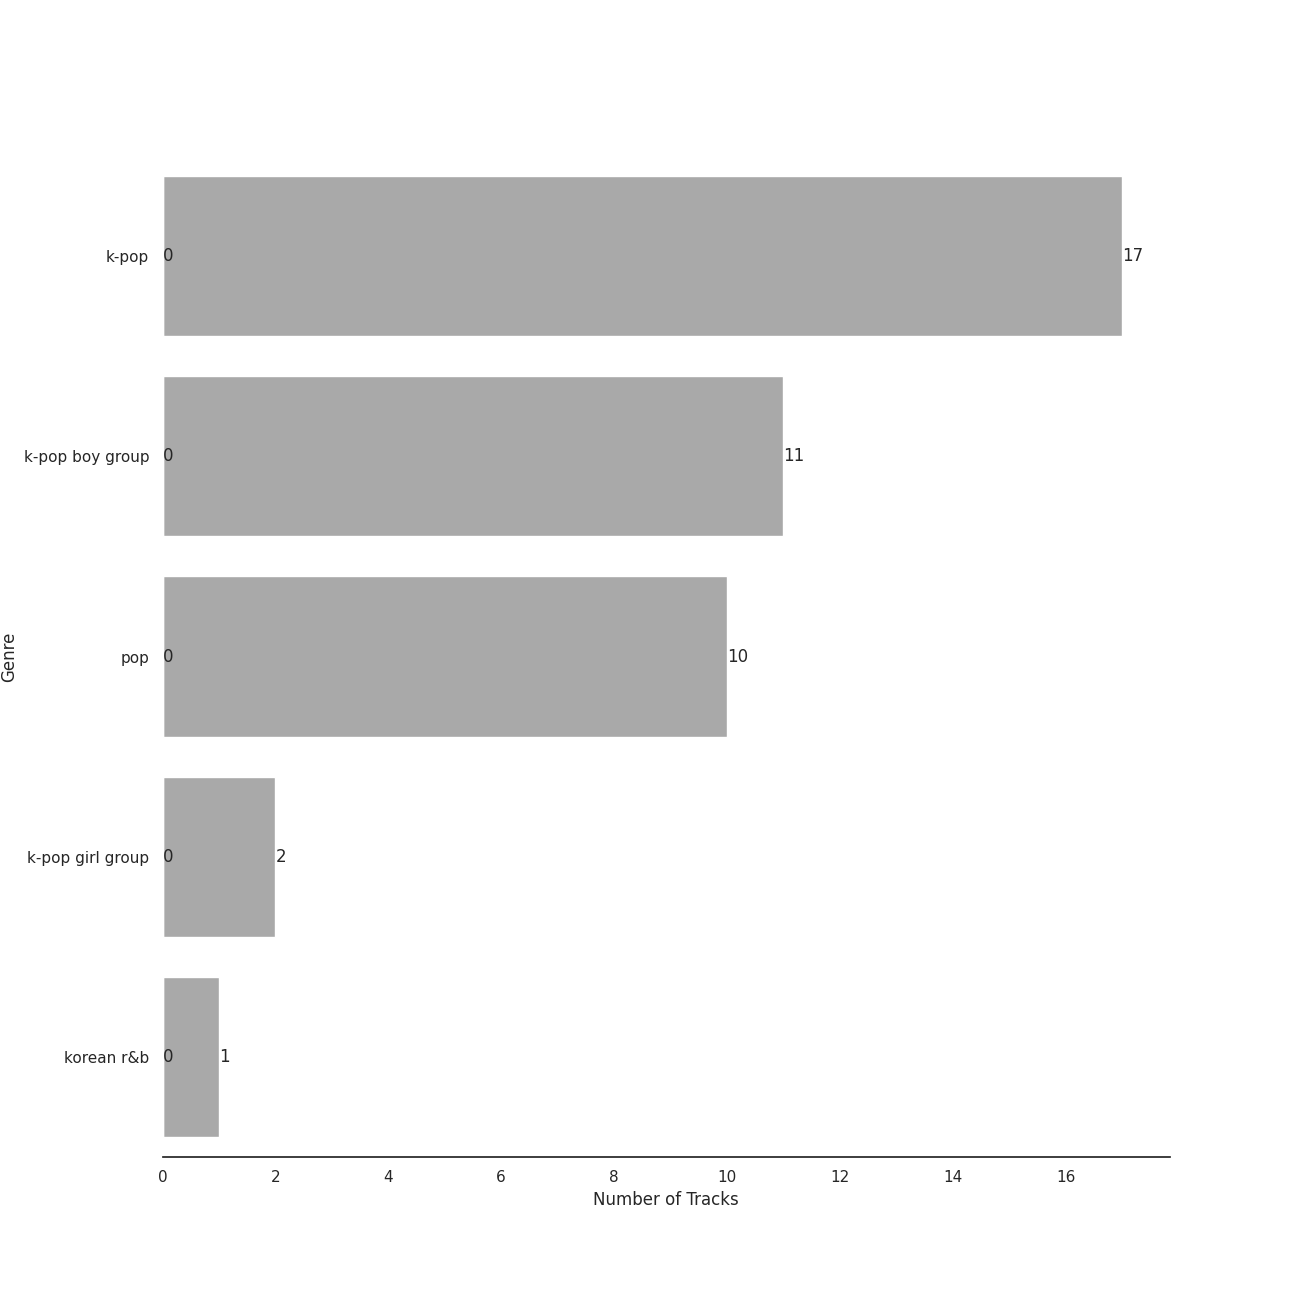 k-pop 0 17
k-pop boy group 0 11
pop 0 10
k-pop girl group 0 2
korean r&b 0 1
Genre
0 2 4 6 8 10 12 14 16
Number of Tracks